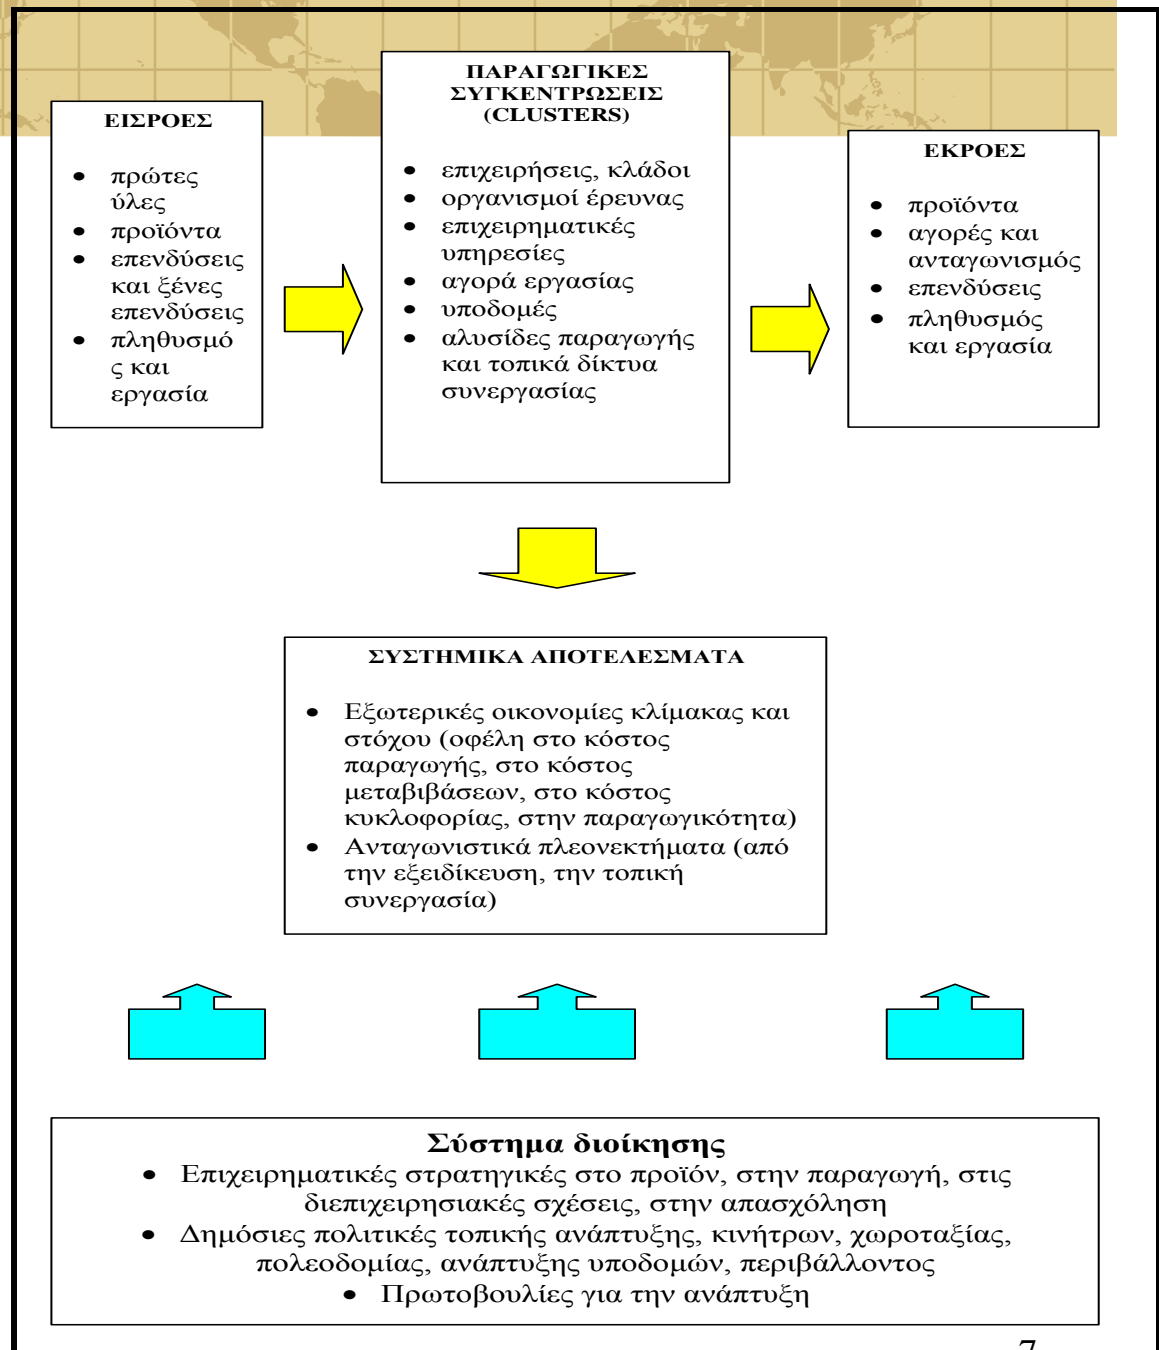 ΕΙΣΡΟΕΣ
• πρώτες
ύλες
• προϊόντα
• επενδύσεις
και ξένες
επενδύσεις
• πληθυσμό
ς και
εργασία
ΠΑΡΑΓΩΓΙΚΕΣ
ΣΥΓΚΕΝΤΡΩΣΕΙΣ
(CLUSTERS)
• επιχειρήσεις, κλάδοι
• οργανισμοί έρευνας
• επιχειρηματικές
υπηρεσίες
• αγορά εργασίας
• υποδομές
• αλυσίδες παραγωγής
και τοπικά δίκτυα
συνεργασίας
ΕΚΡΟΕΣ
• προϊόντα
• αγορές και
ανταγωνισμός
• επενδύσεις
• πληθυσμός
και εργασία
ΣΥΣΤΗΜΙΚΑ ΑΠΟΤΕΛΕΣΜΑΤΑ
• Εξωτερικές οικονομίες κλίμακας και
στόχου (οφέλη στο κόστος
παραγωγής, στο κόστος
μεταβιβάσεων, στο κόστος
κυκλοφορίας, στην παραγωγικότητα)
• Ανταγωνιστικά πλεονεκτήματα (από
την εξειδίκευση, την τοπική
συνεργασία)
Σύστημα διοίκησης
• Επιχειρηματικές στρατηγικές στο προϊόν, στην παραγωγή, στις
διεπιχειρησιακές σχέσεις, στην απασχόληση
• Δημόσιες πολιτικές τοπικής ανάπτυξης, κινήτρων, χωροταξίας,
πολεοδομίας, ανάπτυξης υποδομών, περιβάλλοντος
• Πρωτοβουλίες για την ανάπτυξη
7